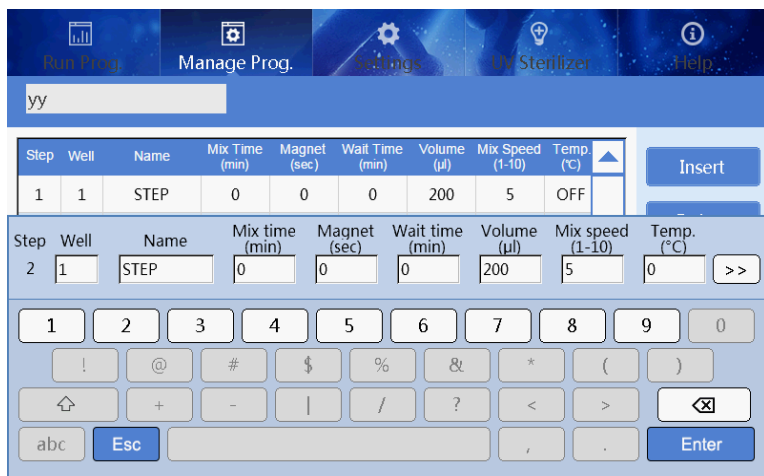 Run Prog. Manage Prog. Settings UV Sterilizer Help
yy
Step Well Name Mix Time (min) Magnet (sec) Wait Time (min) Volume (µl) Mix Speed (1-10) Temp. (℃)
1 1 STEP 0 0 0 200 5 OFF
Insert
Step Well Name Mix time (min) Magnet (sec) Wait time (min) Volume (µl) Mix speed (1-10) Temp. (°C)
2 1 STEP 0 0 0 200 5 0 >>
1 2 3 4 5 6 7 8 9 0
! @ # $ % & * ( )
+ - | / ? < >
abc Esc , . Enter